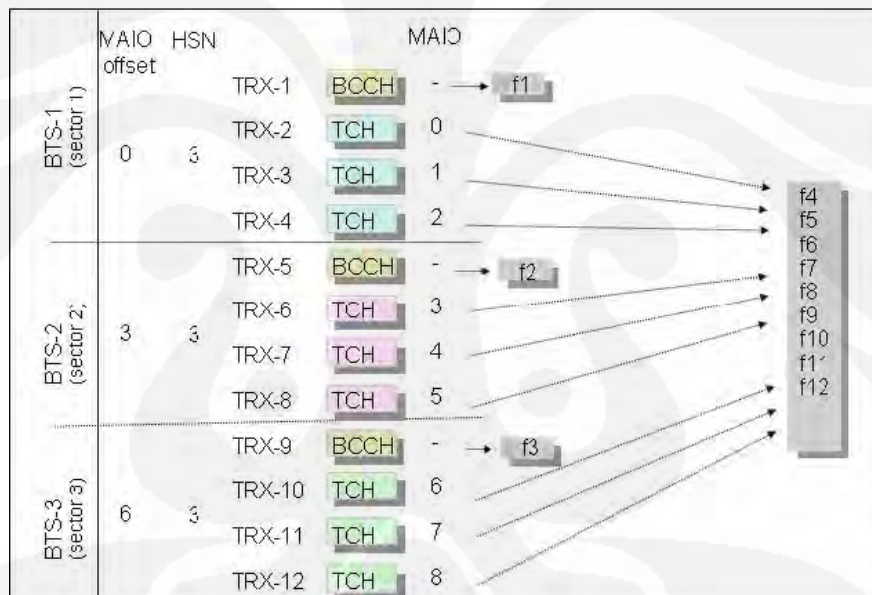 MAIO HSN MAIO
offset
BTS-1
(sector 1)
0 3
TRX-1 BCCH - f1
TRX-2 TCH 0
TRX-3 TCH 1
TRX-4 TCH 2
BTS-2
(sector 2)
3 3
TRX-5 BCCH - f2
TRX-6 TCH 3
TRX-7 TCH 4
TRX-8 TCH 5
BTS-3
(sector 3)
6 3
TRX-9 BCCH - f3
TRX-10 TCH 6
TRX-11 TCH 7
TRX-12 TCH 8
f4
f5
f6
f7
f8
f9
f10
f11
f12